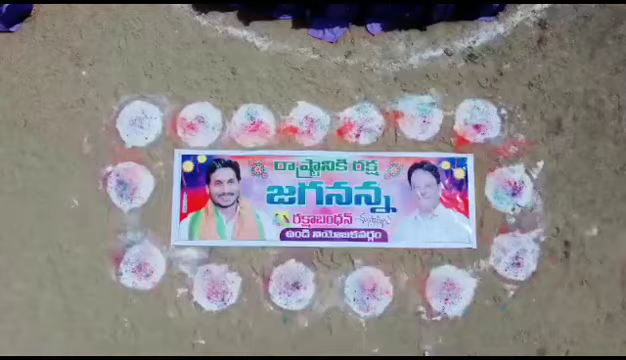 రాష్ట్రానికి రక్ష
జగనన్న
రక్షాబంధన్
ఉండి నియోజకవర్గం